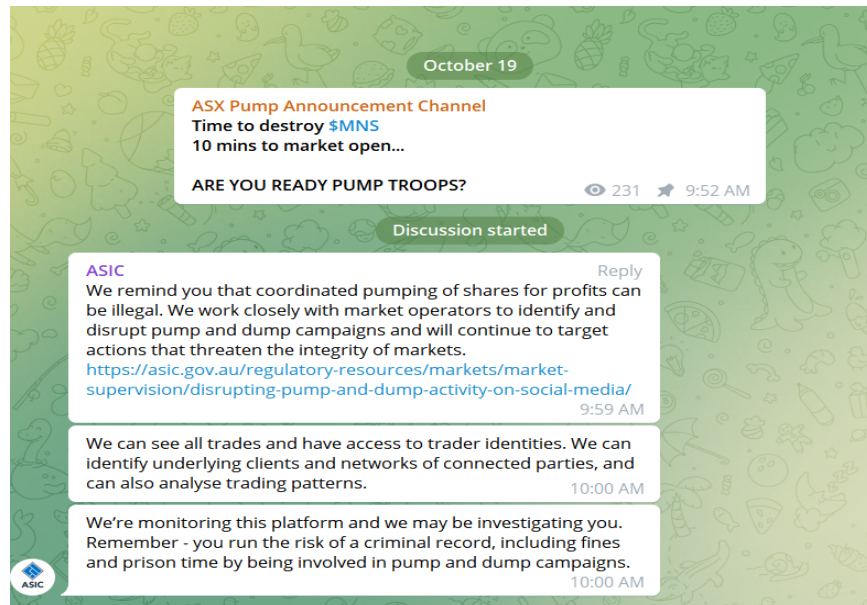 October 19
ASX Pump Announcement Channel
Time to destroy $MNS
10 mins to market open...
ARE YOU READY PUMP TROOPS?
231 9:52 AM
Discussion started
ASIC Reply
We remind you that coordinated pumping of shares for profits can
be illegal. We work closely with market operators to identify and
disrupt pump and dump campaigns and will continue to target
actions that threaten the integrity of markets.
https://asic.gov.au/regulatory-resources/markets/market-
supervision/disrupting-pump-and-dump-activity-on-social-media/
9:59 AM
We can see all trades and have access to trader identities. We can
identify underlying clients and networks of connected parties, and
can also analyse trading patterns.
10:00 AM
We’re monitoring this platform and we may be investigating you.
Remember - you run the risk of a criminal record, including fines
and prison time by being involved in pump and dump campaigns.
10:00 AM
ASIC